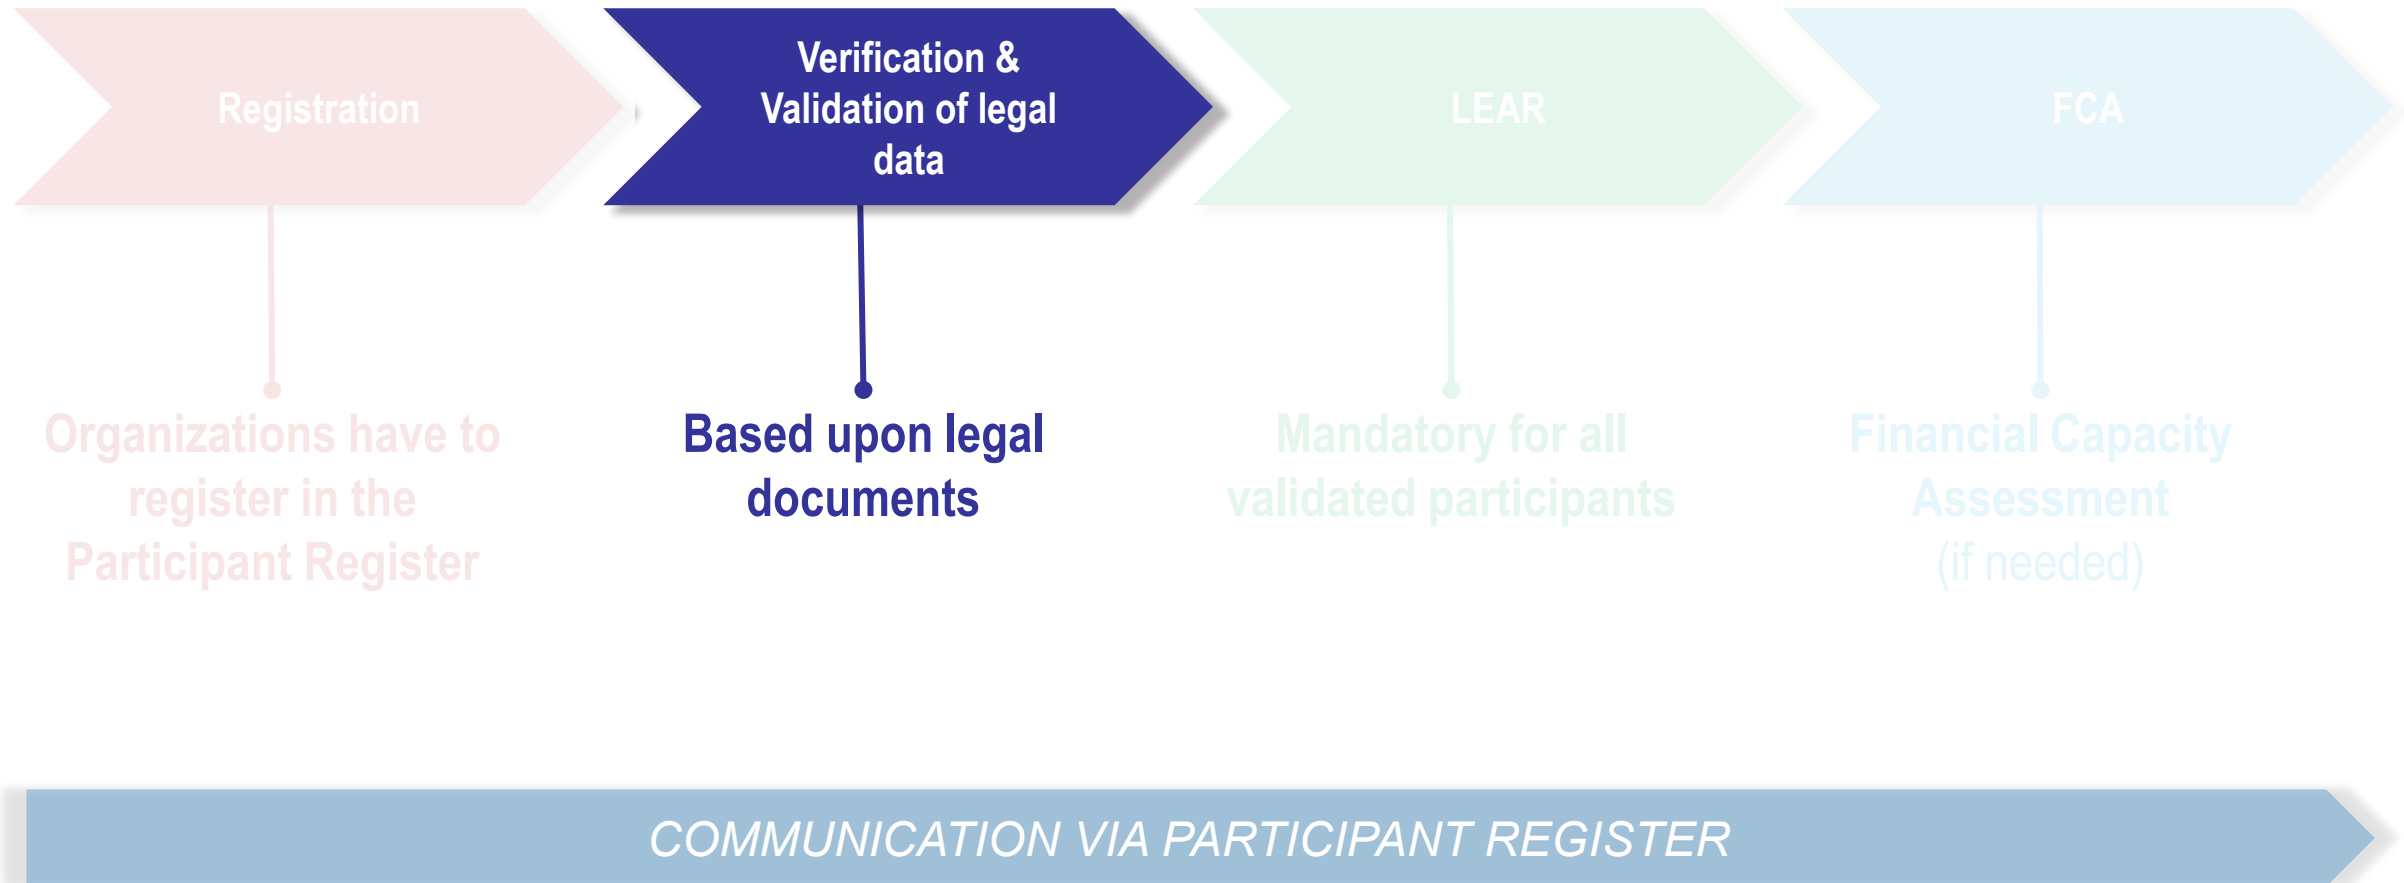 Registration
Verification &
Validation of legal
data
LEAR
FCA
Organizations have to
register in the
Participant Register
Based upon legal
documents
Mandatory for all
validated participants
Financial Capacity
Assessment
(if needed)
COMMUNICATION VIA PARTICIPANT REGISTER